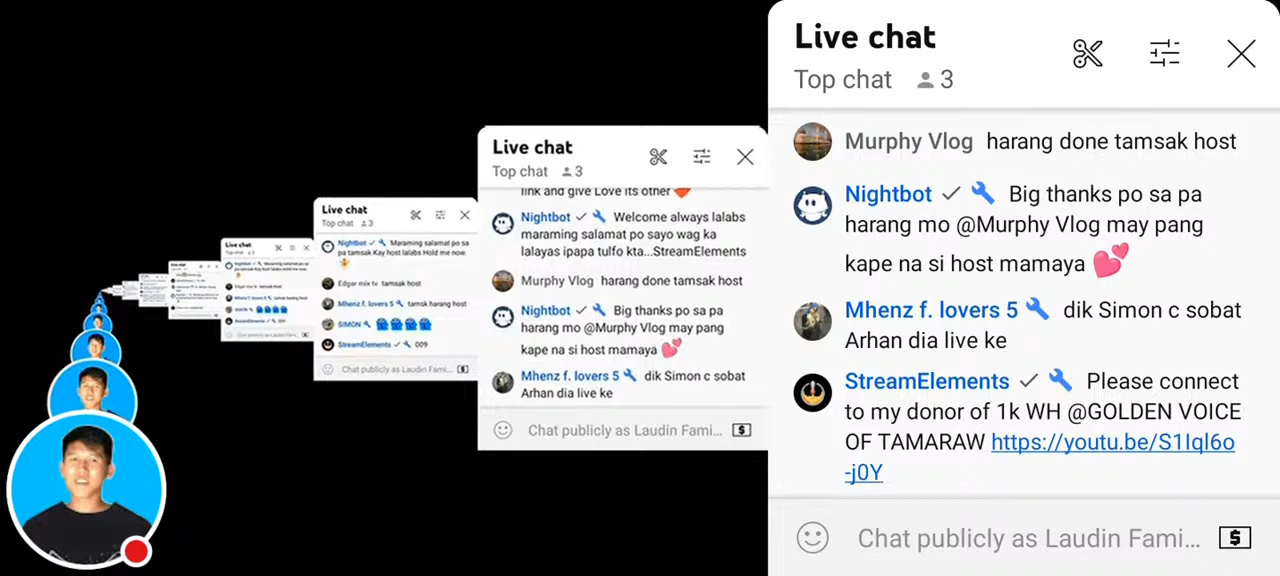 Live chat
Top chat 3
Murphy Vlog harang done tamsak host
Nightbot Big thanks po sa pa
harang mo @Murphy Vlog may pang
kape na si host mamaya
Mhenz f. lovers 5 dik Simon c sobat
Arhan dia live ke
StreamElements Please connect
to my donor of 1k WH @GOLDEN VOICE
OF TAMARAW https://youtu.be/S1Iql6o
-j0Y
Chat publicly as Laudin Fami...
Live chat
Top chat 3
link and give Love its other
Nightbot Welcome always lalabs
maraming salamat po sayo wag ka
lalayas ipapa tulfo kta...StreamElements
Murphy Vlog harang done tamsak host
Nightbot Big thanks po sa pa
harang mo @Murphy Vlog may pang
kape na si host mamaya
Mhenz f. lovers 5 dik Simon c sobat
Arhan dia live ke
Chat publicly as Laudin Fami...
Live chat
Top chat 3
Nightbot Maraming salamat po sa
pa tamsak Kay host lalabs Hold me now.
Edgar mix tv tamsak host
Mhenz f. lovers 5 tamsk harang host
SIMON
StreamElements 009
Chat publicly as Laudin Fami...
Live chat